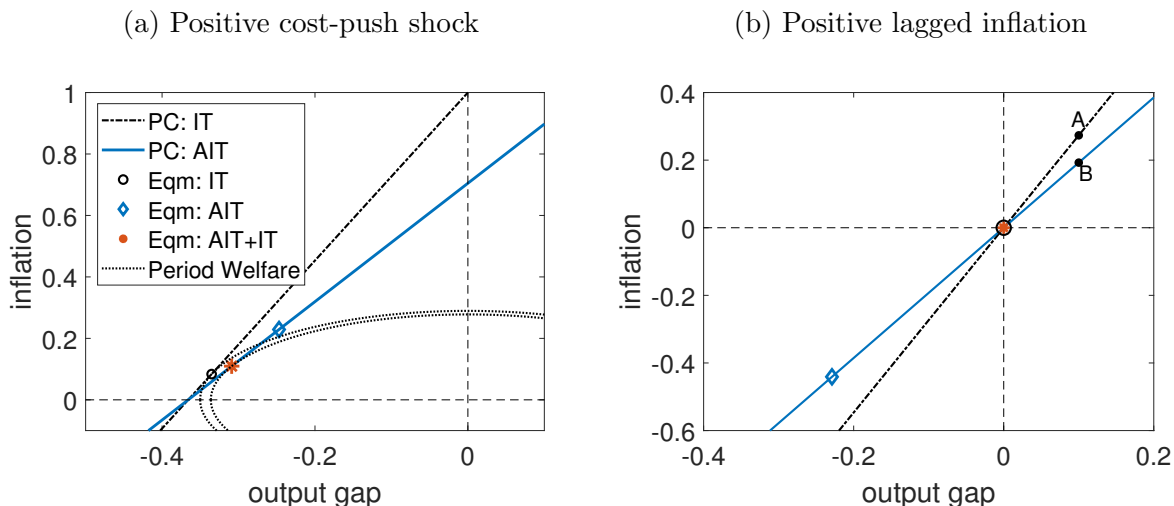 (a) Positive cost-push shock
1
0.8
0.6
0.4
0.2
0
-0.4
-0.2
0
inflation
output gap
PC: IT
PC: AIT
Eqm: IT
Eqm: AIT
Eqm: AIT+IT
Period Welfare
(b) Positive lagged inflation
0.4
0.2
0
-0.2
-0.4
-0.6
-0.4
-0.2
0
0.2
inflation
output gap
A
B